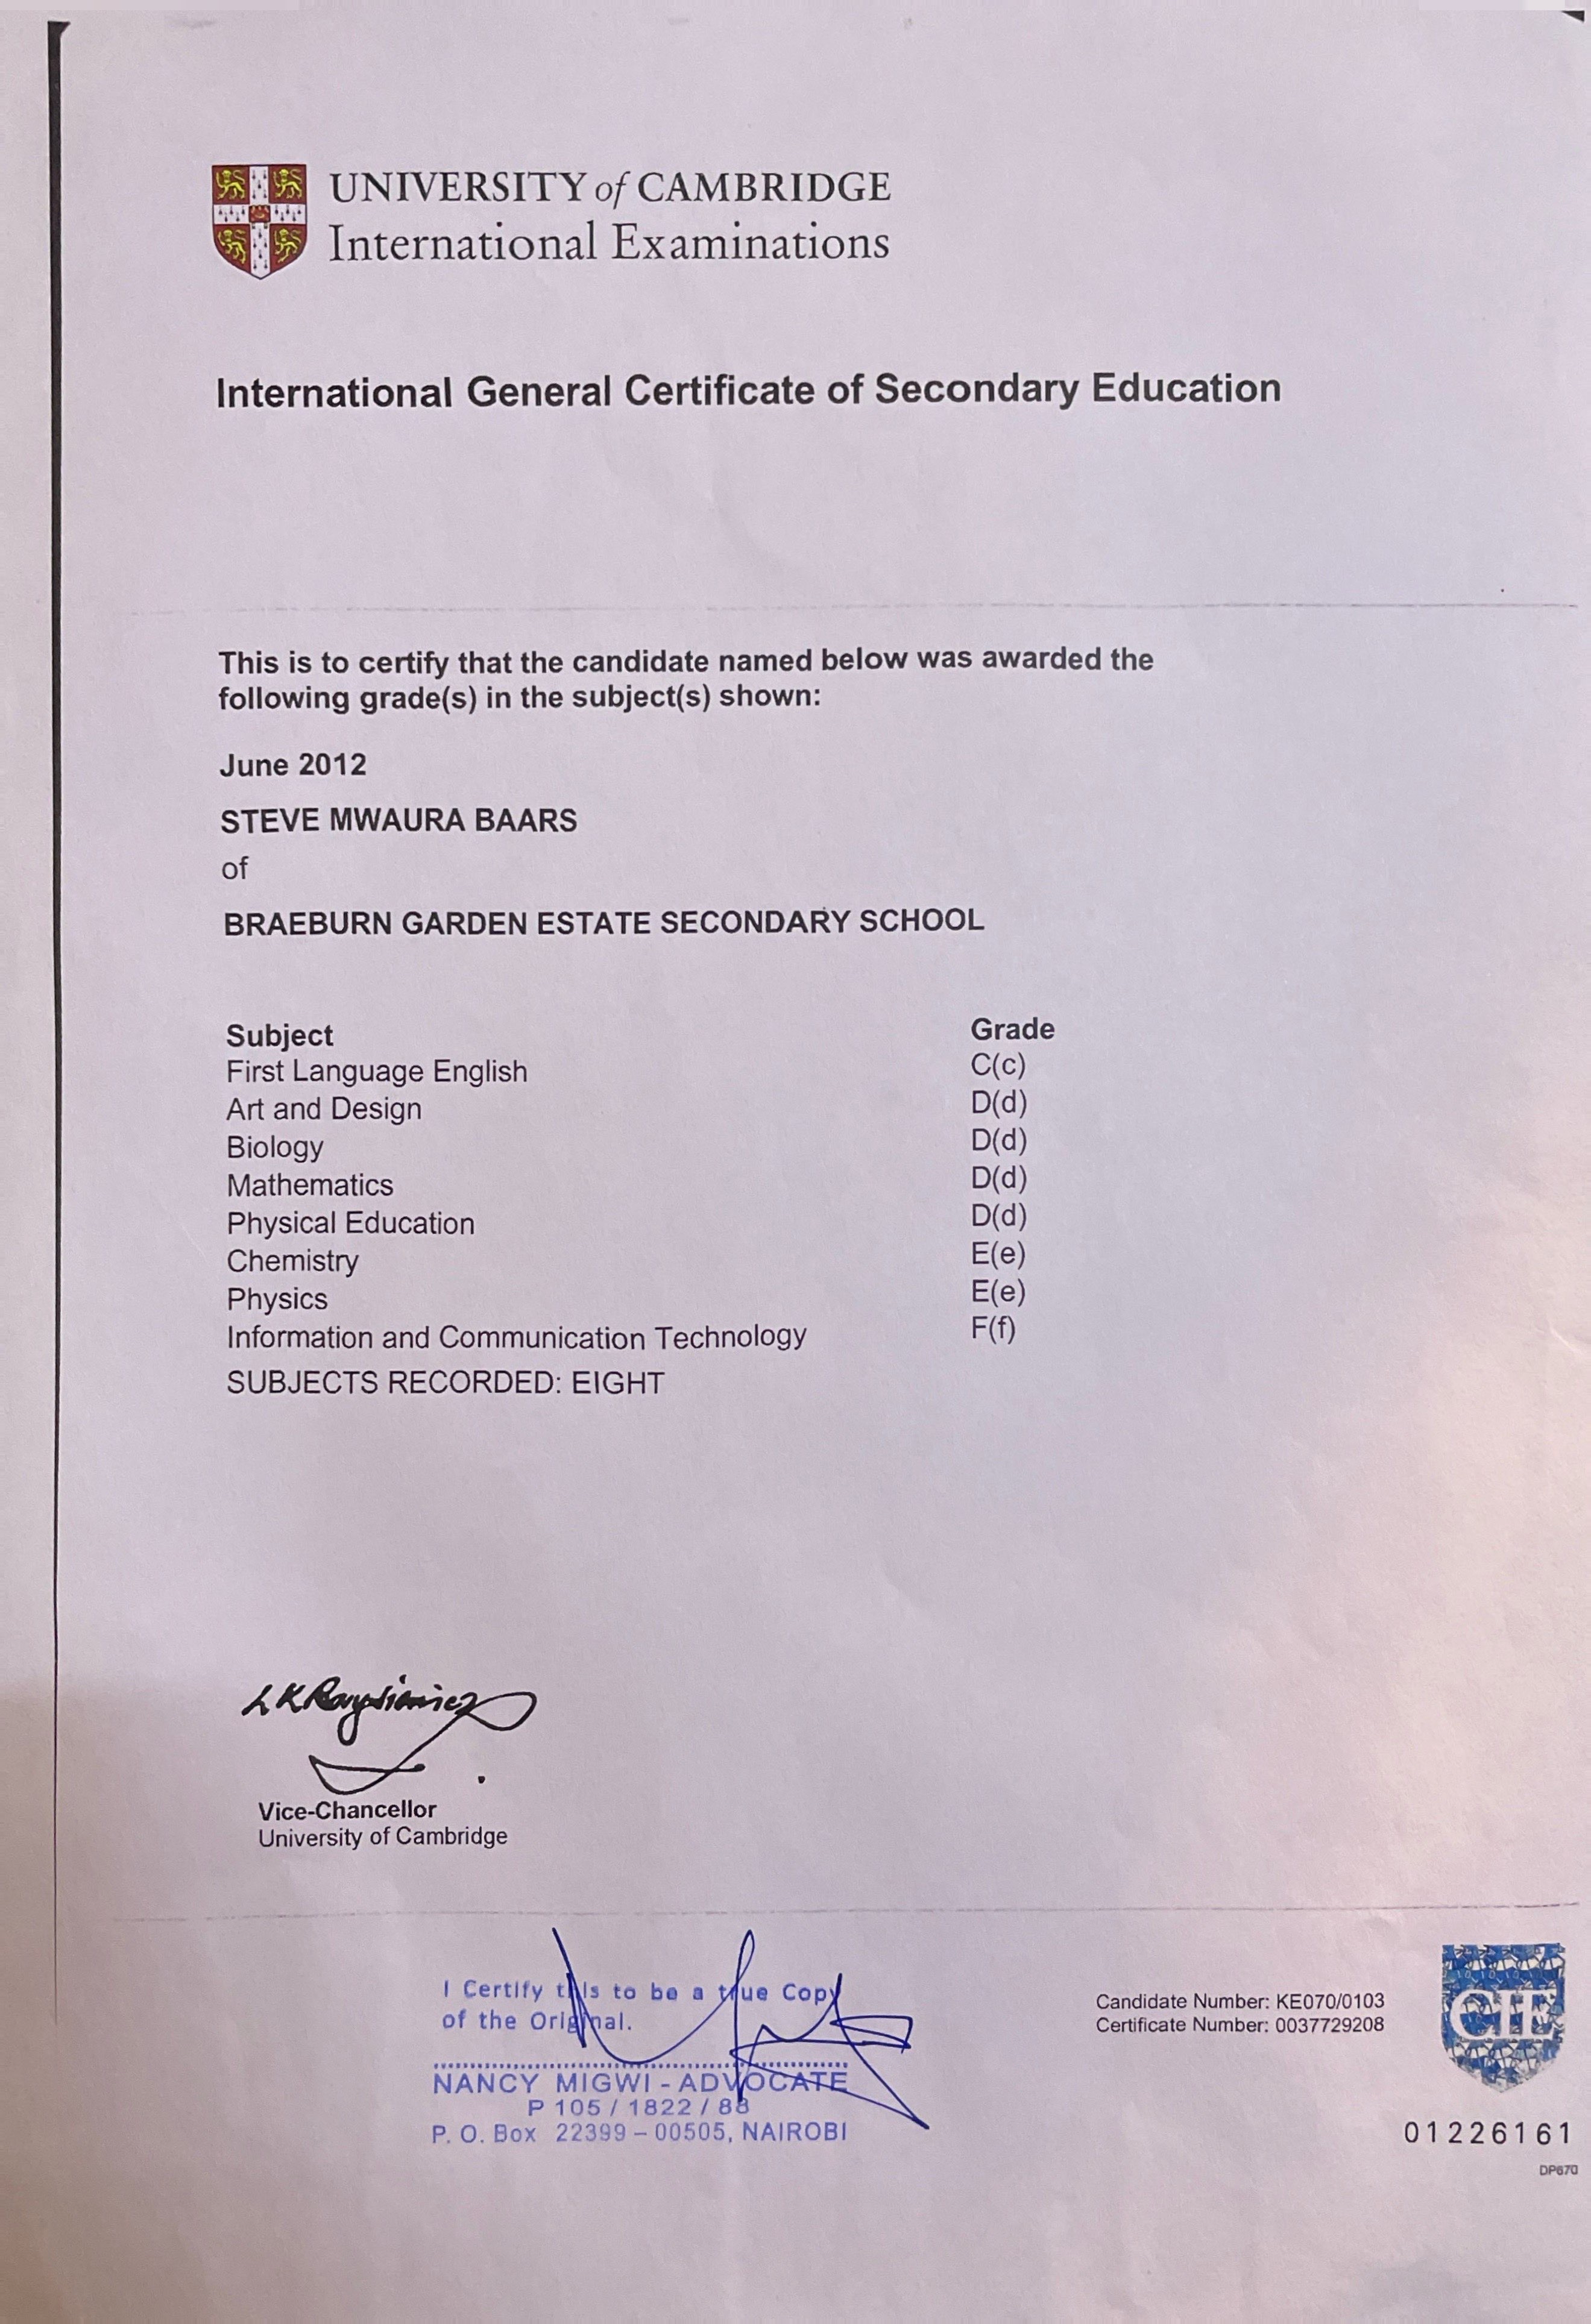 UNIVERSITY of CAMBRIDGE
International Examinations
International General Certificate of Secondary Education
This is to certify that the candidate named below was awarded the
following grade(s) in the subject(s) shown:
June 2012
STEVE MWAURA BAARS
of
BRAEBURN GARDEN ESTATE SECONDARY SCHOOL
Subject Grade
First Language English C(c)
Art and Design D(d)
Biology D(d)
Mathematics D(d)
Physical Education D(d)
Chemistry E(e)
Physics E(e)
Information and Communication Technology F(f)
SUBJECTS RECORDED: EIGHT
Vice-Chancellor
University of Cambridge
I Certify this to be a true Copy
of the Original.
NANCY MIGWI - ADVOCATE
P 105 / 1822 / 88
P. O. Box 22399 – 00505, NAIROBI
Candidate Number: KE070/0103
Certificate Number: 0037729208
CIE
01226161
DP670